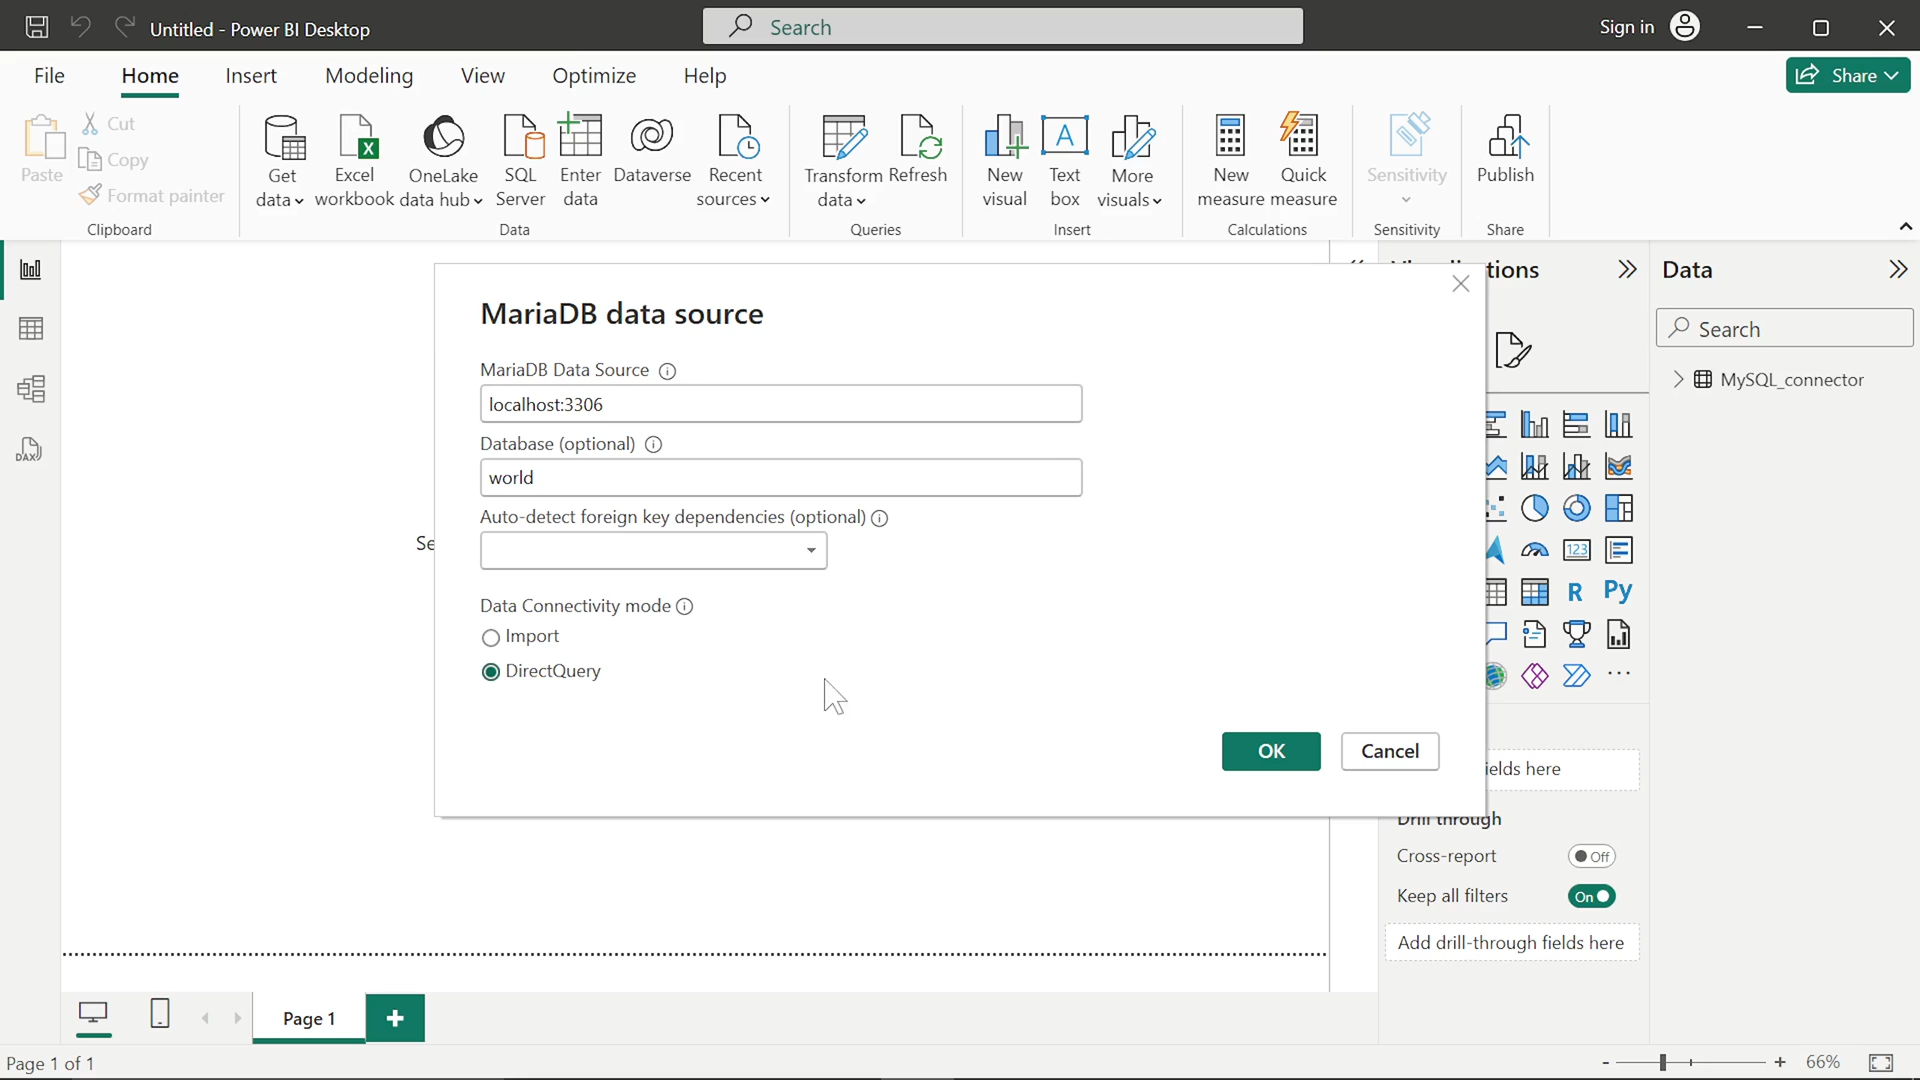 Untitled - Power BI Desktop
Search
Sign in
File
Home
Insert
Modeling
View
Optimize
Help
Share
Paste
Cut
Copy
Format painter
Clipboard
Get data
Excel workbook
OneLake data hub
SQL Server
Enter data
Dataverse
Recent sources
Data
Transform data
Refresh
Queries
New visual
Text box
More visuals
Insert
New measure
Quick measure
Calculations
Sensitivity
Sensitivity
Publish
Share
DAX
Se
MariaDB data source
MariaDB Data Source
localhost:3306
Database (optional)
world
Auto-detect foreign key dependencies (optional)
Data Connectivity mode
Import
DirectQuery
OK
Cancel
tions
123
R
Py
ields here
Drill through
Cross-report
Off
Keep all filters
On
Add drill-through fields here
Data
Search
MySQL_connector
Page 1
Page 1 of 1
66%